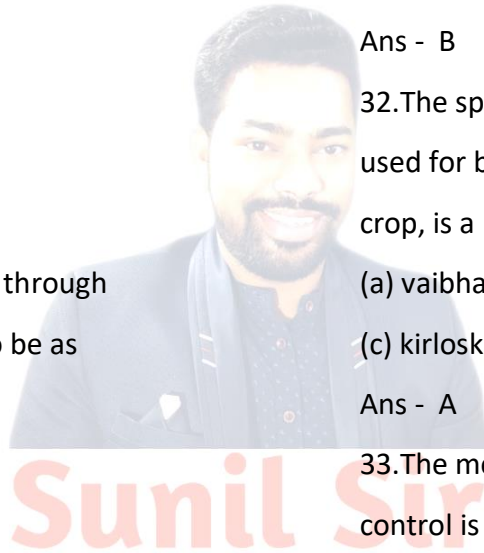 through
be as
Ans - B
32.The sp
used for b
crop, is a
(a) vaibha
(c) kirlosk
Ans - A
33.The me
control is
Sunil Sir